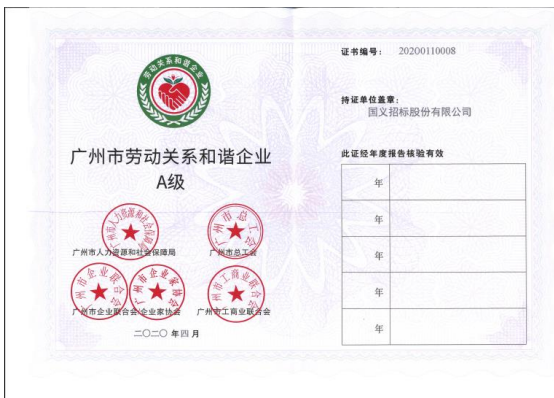 劳动关系和谐企业
广州市劳动关系和谐企业
A级
广州市人力资源和社会保障局
广州市总工会
广州市企业联合会/企业家协会
广州市工商业联合会
二〇二〇 年四月
证书编号: 20200110008
持证单位盖章:
国义招标股份有限公司
此证经年度报告核验有效
年
年
年
年
年